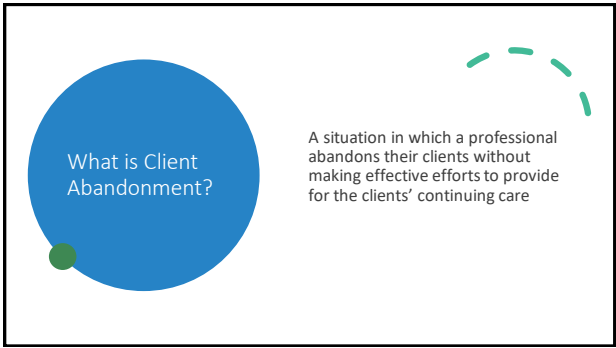 What is Client
Abandonment?
A situation in which a professional
abandons their clients without
making effective efforts to provide
for the clients’ continuing care